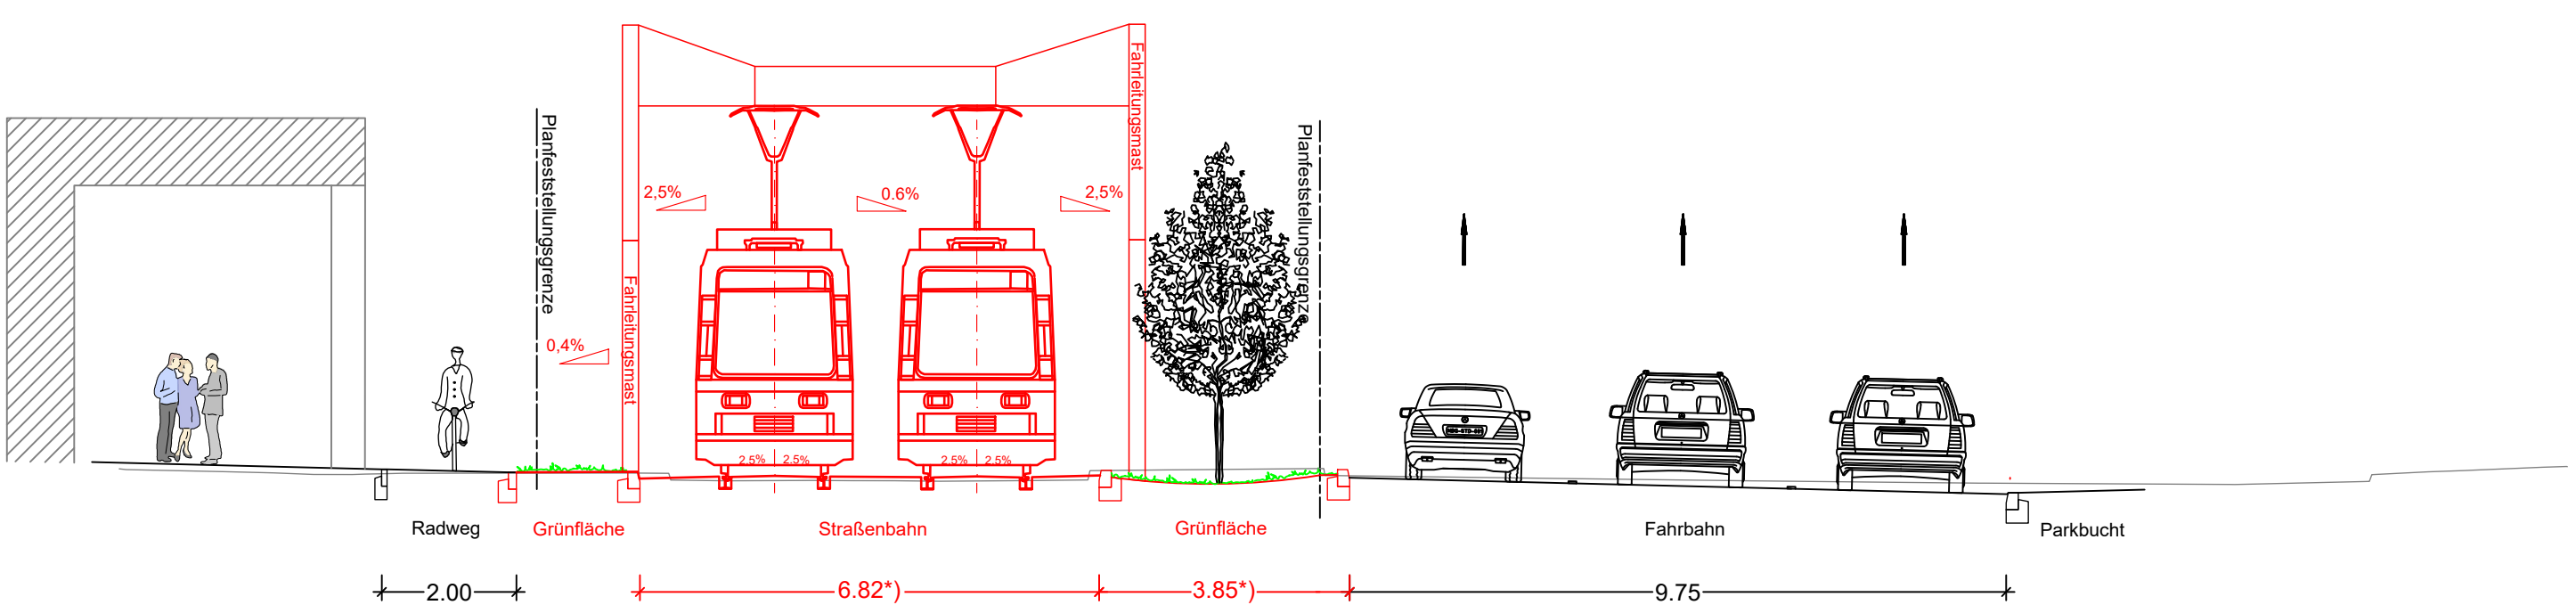 Fahrleitungsmast
Planfeststellungsgrenze
Planfeststellungsgrenze
2,5%
0.6%
2,5%
Fahrleitungsmast
0,4%
2.5% 2.5%
2.5% 2.5%
Radweg
Grünfläche
Straßenbahn
Grünfläche
Fahrbahn
Parkbucht
2.00
6.82*)
3.85*)
9.75